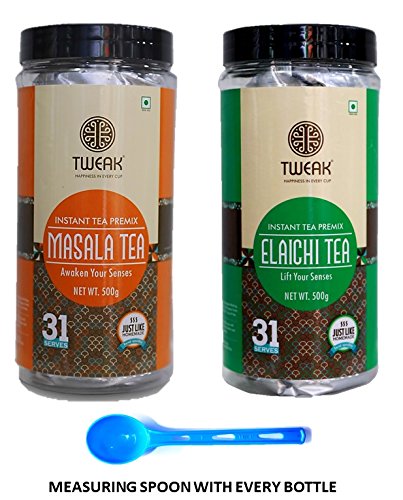 TWEAK
HAPPINESS IN EVERY CUP
INSTANT TEA PREMIX
MASALA TEA
Awaken Your Senses
NET WT. 500g
31
SERVES
JUST LIKE
HOMEMADE
TWEAK
HAPPINESS IN EVERY CUP
INSTANT TEA PREMIX
ELAICHI TEA
Lift Your Senses
NET WT. 500g
31
SERVES
JUST LIKE
HOMEMADE
MEASURING SPOON WITH EVERY BOTTLE